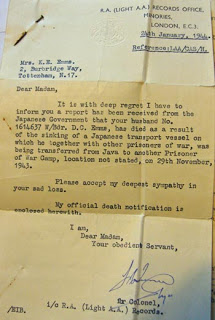 R.A. (LIGHT A.A.) RECORDS OFFICE,
MINORIES,
LONDON, E.C.3.
24th January, 1944.
Reference:LAA/CAS/H.
Mrs. K.E. Emms.
2, Burbridge Way,
Tottenham, N.17.
Dear Madam,
It is with deep regret I have to
inform you a report has been received from the
Japanese Government that your husband No.
1614637 W/Bdr. D.C. Emms, has died as a result
of the sinking of a Japanese transport vessel on
which he together with other prisoners of war, was
being transferred from Java to another Prisoner
of War Camp, location not stated, on 29th November,
1943.
Please accept my deepest sympathy in
your sad loss.
My official death notification is
enclosed herewith.
I am,
Dear Madam,
Your obedient Servant,
for Colonel,
/NIB. i/c R.A. (Light A.A.) Records.